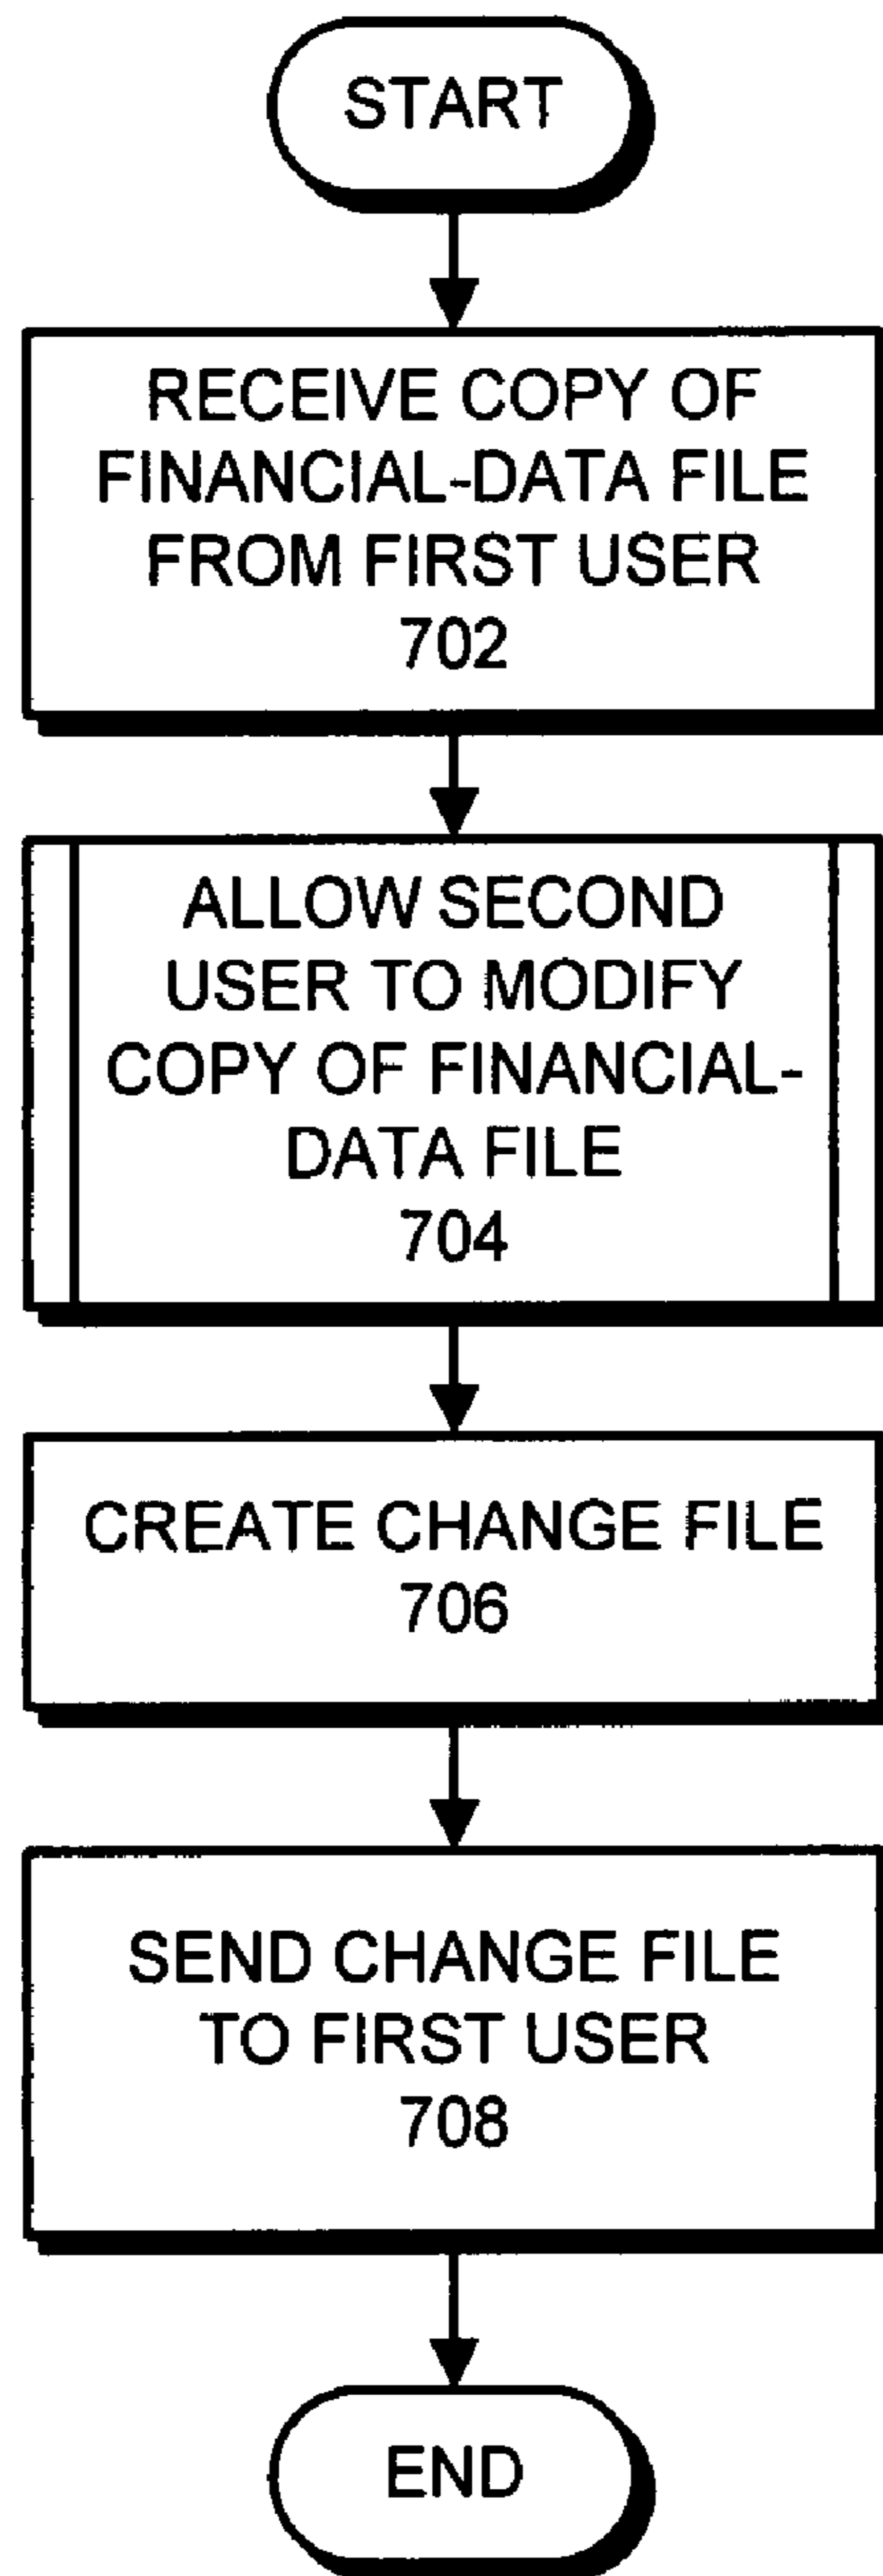 START
RECEIVE COPY OF
FINANCIAL-DATA FILE
FROM FIRST USER
702
ALLOW SECOND
USER TO MODIFY
COPY OF FINANCIAL-
DATA FILE
704
CREATE CHANGE FILE
706
SEND CHANGE FILE
TO FIRST USER
708
END